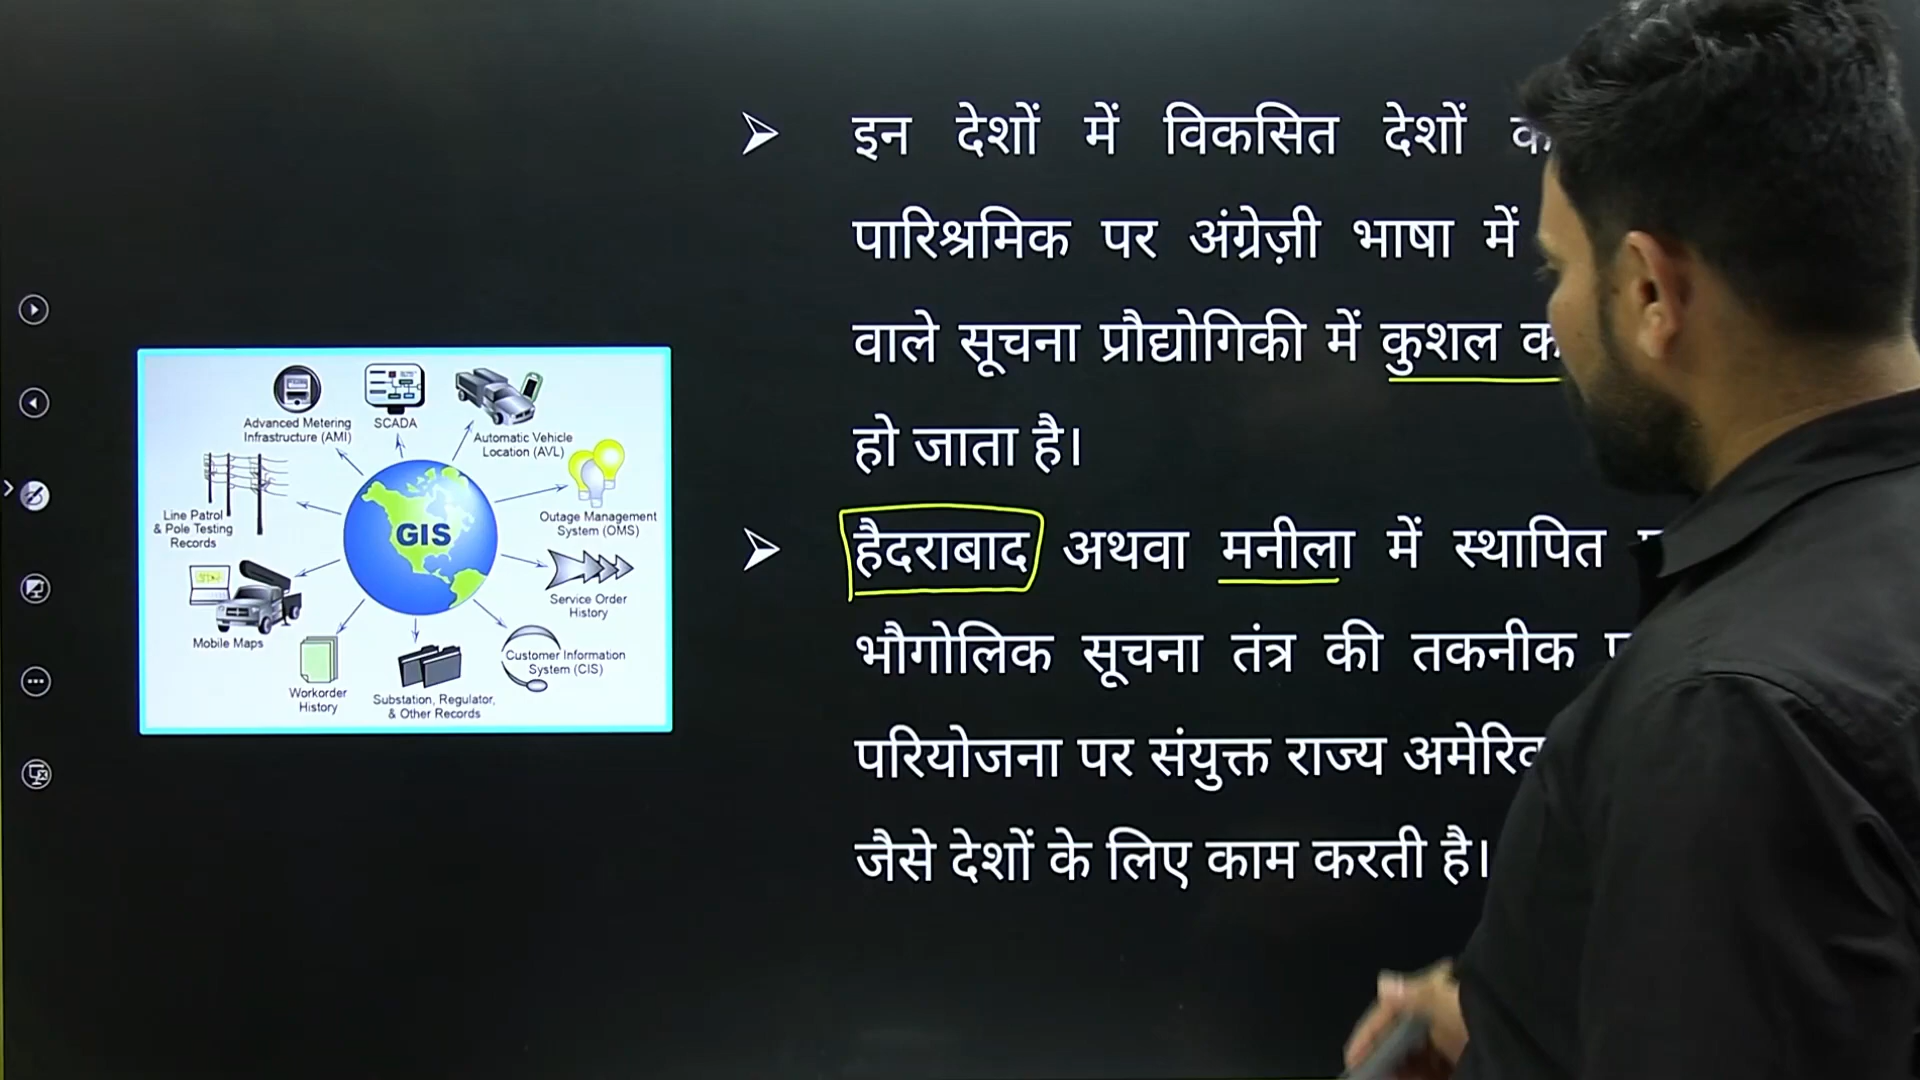 Advanced Metering
Infrastructure (AMI)
SCADA
Automatic Vehicle
Location (AVL)
Line Patrol
& Pole Testing
Records
GIS
Outage Management
System (OMS)
Service Order
History
Mobile Maps
Customer Information
System (CIS)
Workorder
History
Substation, Regulator,
& Other Records
➢ इन देशों में विकसित देशों
पारिश्रमिक पर अंग्रेज़ी भाषा में
वाले सूचना प्रौद्योगिकी में कुशल
हो जाता है।
➢ हैदराबाद अथवा मनीला में स्थापित
भौगोलिक सूचना तंत्र की तकनीक
परियोजना पर संयुक्त राज्य
जैसे देशों के लिए काम करती है।